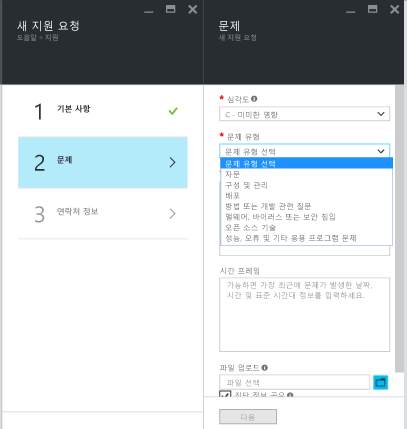 새 지원 요청
도움말 + 지원
1 기본 사항
2 문제
3 연락처 정보
문제
새 지원 요청
* 심각도
C - 미미한 영향
* 문제 유형
문제 유형 선택
문제 유형 선택
자문
구성 및 관리
배포
방법 또는 개발 관련 질문
멀웨어, 바이러스 또는 보안 침입
오픈 소스 기술
성능, 오류 및 기타 응용 프로그램 문제
시간 프레임
가능하면 가장 최근에 문제가 발생한 날짜,
시간 및 표준 시간대 정보를 입력하세요.
파일 업로드
파일 선택
진단 정보 공유
다음